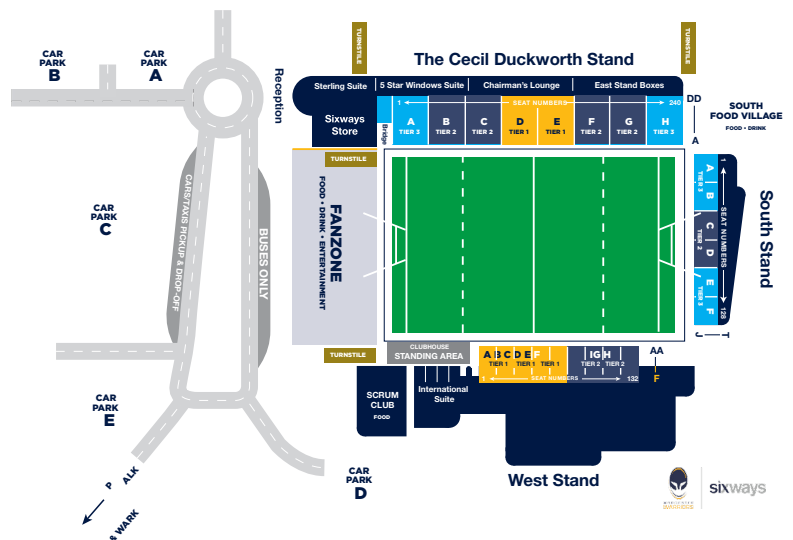 TURNSTILE
TURNSTILE
The Cecil Duckworth Stand
CAR
PARK
B
CAR
PARK
A
Reception
Sterling Suite
5 Star Windows Suite
Chairman's Lounge
East Stand Boxes
Sixways
Store
Bridge
1
SEAT NUMBERS
240
A
TIER 3
B
TIER 2
C
TIER 2
D
TIER 1
E
TIER 1
F
TIER 2
G
TIER 2
H
TIER 3
DD
A
SOUTH
FOOD VILLAGE
FOOD • DRINK
TURNSTILE
FANZONE
FOOD • DRINK • ENTERTAINMENT
CAR
PARK
C
CARS/TAXIS PICKUP & DROP-OFF
BUSES ONLY
A B
TIER 3
C D
TIER 2
E F
TIER 3
1
SEAT NUMBERS
128
J
T
South Stand
TURNSTILE
CLUBHOUSE
STANDING AREA
A B C D E F
TIER 1
TIER 1
TIER 1
IGH
TIER 2
TIER 2
1
SEAT NUMBERS
132
AA
F
SCRUM
CLUB
FOOD
International
Suite
West Stand
CAR
PARK
E
CAR
PARK
D
P
ALK
& WARK
WARRIORS
sixways